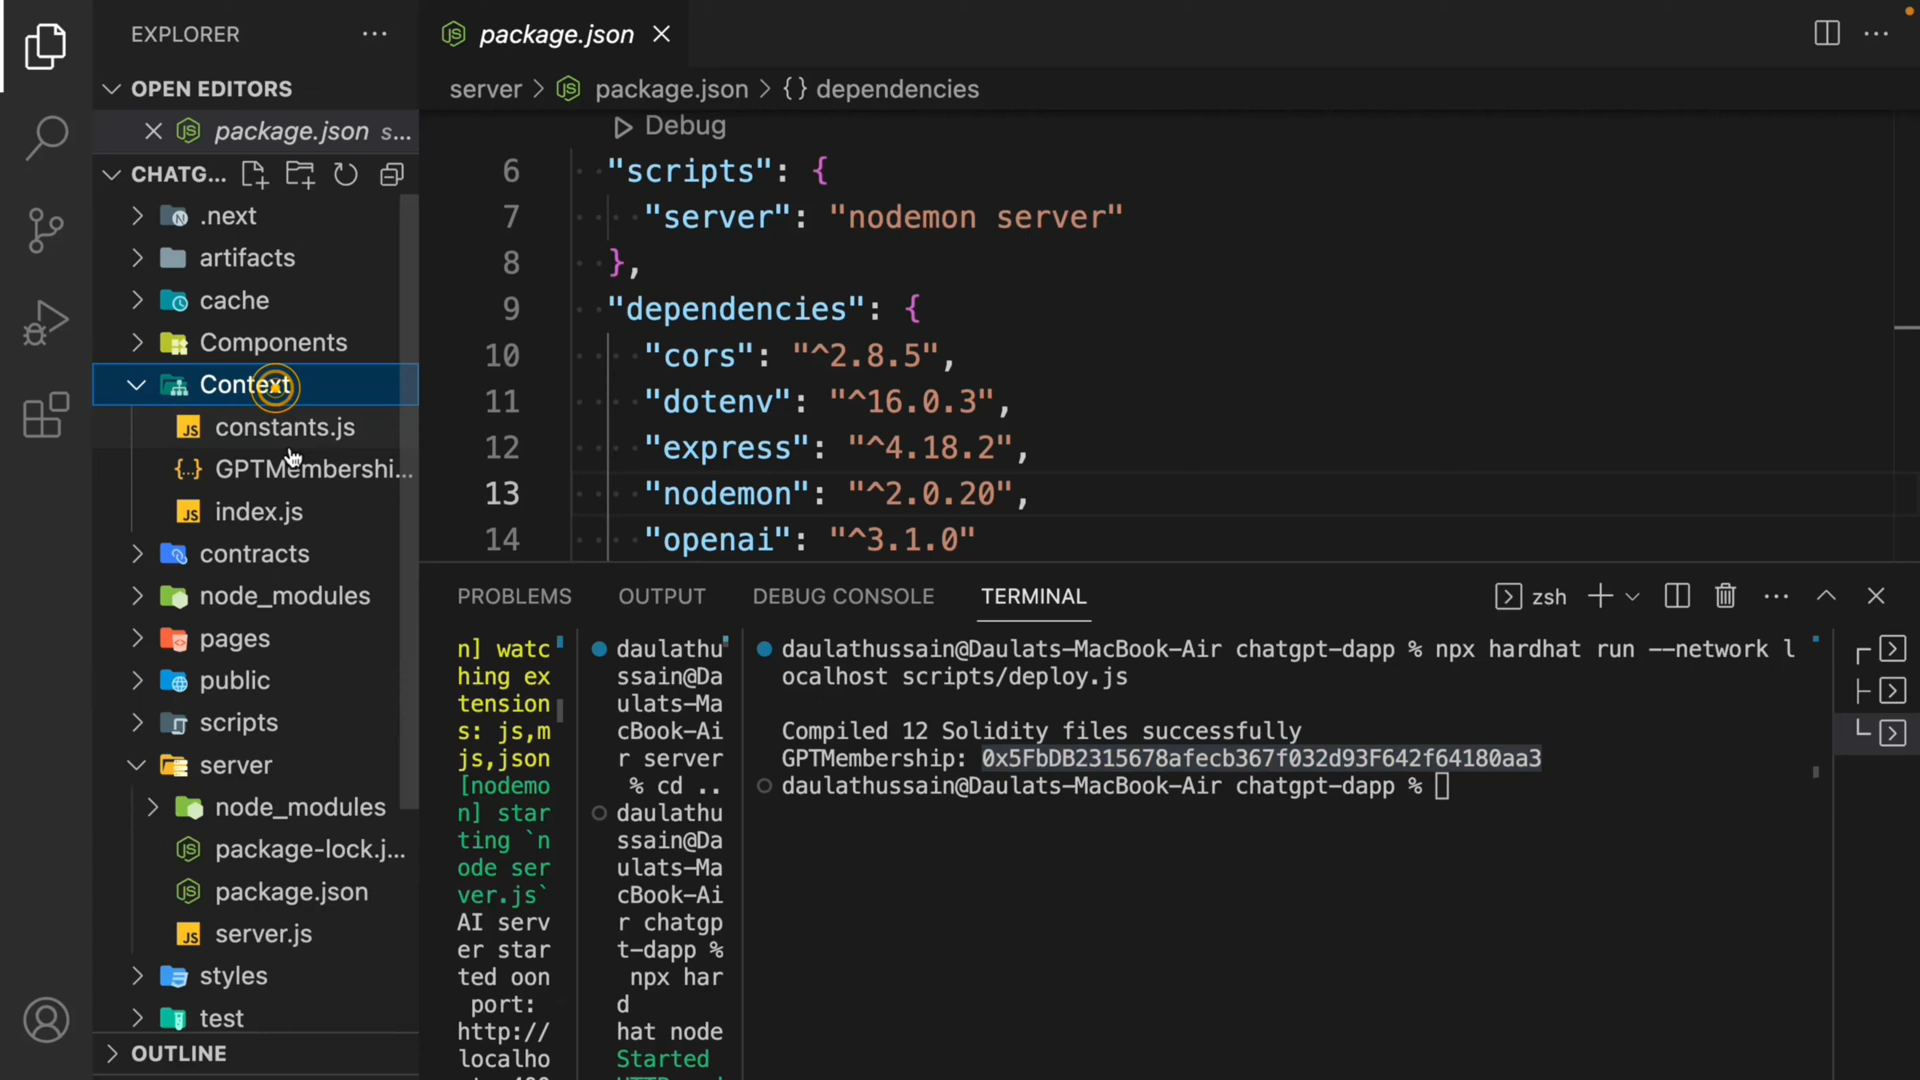 EXPLORER
OPEN EDITORS
package.json s...
CHATG...
.next
artifacts
cache
Components
Context
constants.js
GPTMembershi...
index.js
contracts
node_modules
pages
public
scripts
server
node_modules
package-lock.j...
package.json
server.js
styles
test
OUTLINE
package.json
server > package.json > {} dependencies
Debug
6 "scripts": {
7 "server": "nodemon server"
8 },
9 "dependencies": {
10 "cors": "^2.8.5",
11 "dotenv": "^16.0.3",
12 "express": "^4.18.2",
13 "nodemon": "^2.0.20",
14 "openai": "^3.1.0"
PROBLEMS OUTPUT DEBUG CONSOLE TERMINAL zsh
n] watc
hing ex
tension
s: js,m
js,json
[nodemo
n] star
ting `n
ode ser
ver.js`
AI serv
er star
ted oon
port:
http://
localho
daulathu
ssain@Da
ulats-Ma
cBook-Ai
r server
% cd ..
daulathu
ssain@Da
ulats-Ma
cBook-Ai
r chatgp
t-dapp %
npx har
d
hat node
Started
daulathussain@Daulats-MacBook-Air chatgpt-dapp % npx hardhat run --network l
ocalhost scripts/deploy.js
Compiled 12 Solidity files successfully
GPTMembership: 0x5FbDB2315678afecb367f032d93F642f64180aa3
daulathussain@Daulats-MacBook-Air chatgpt-dapp %